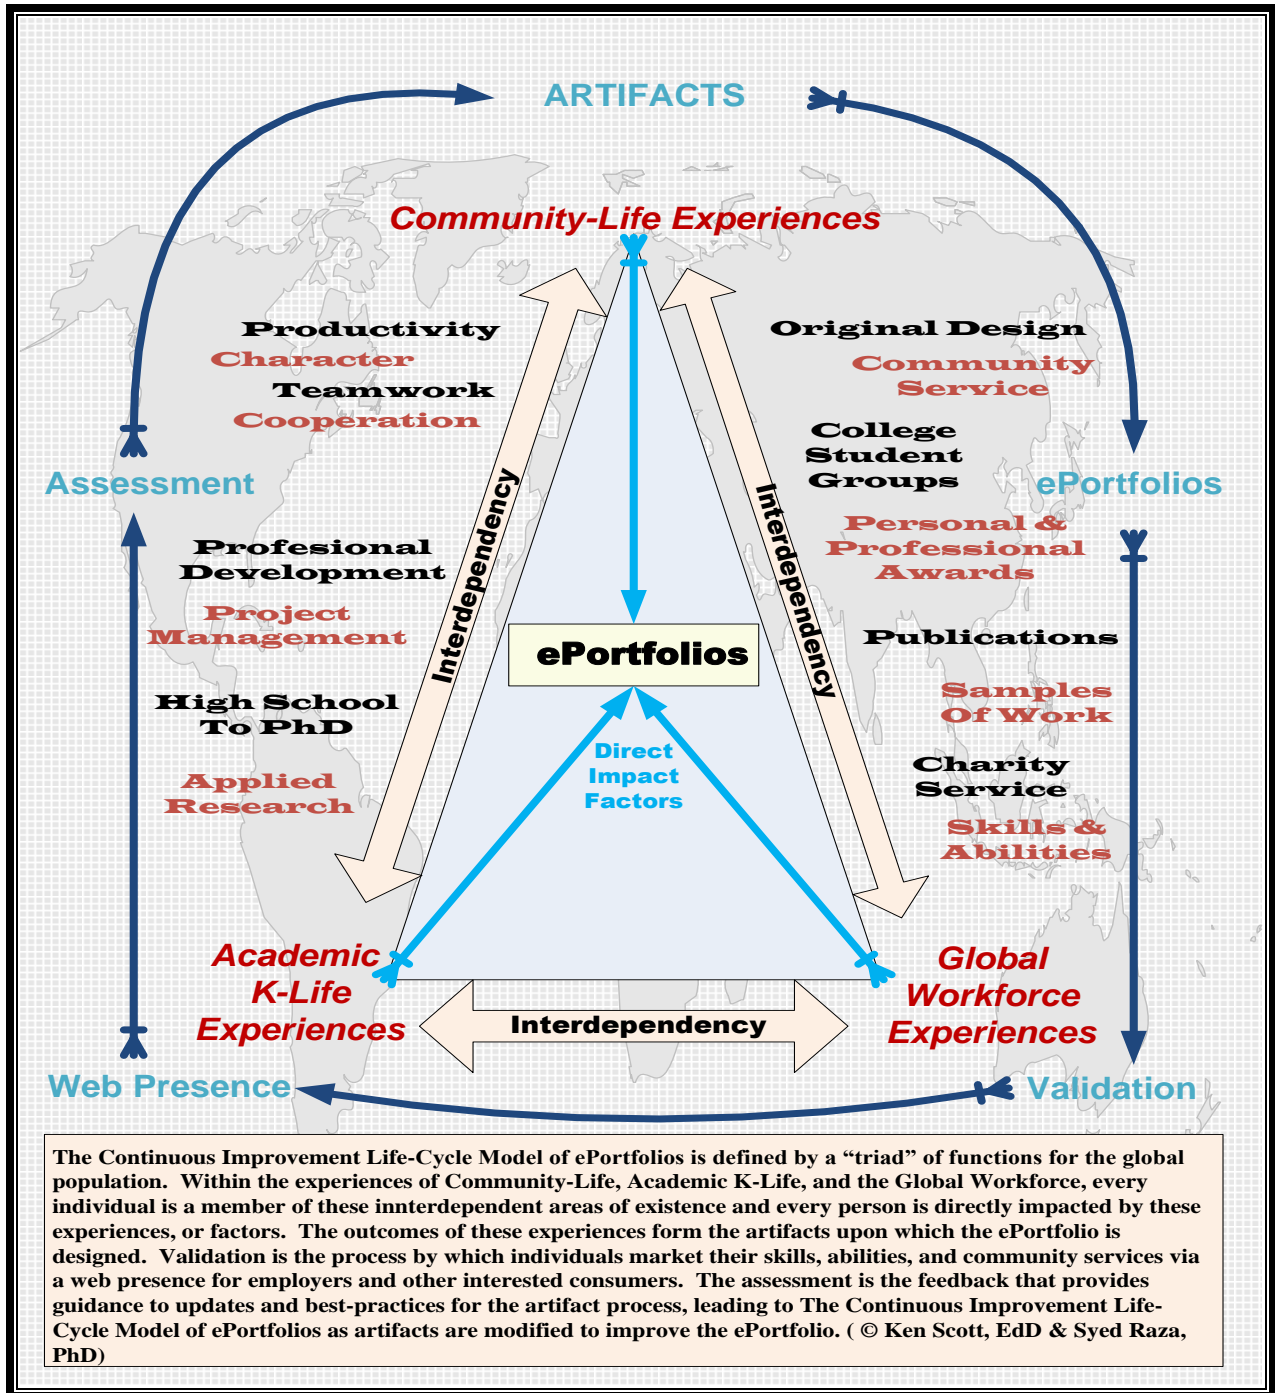 ARTIFACTS
Community-Life Experiences
Productivity
Character
Teamwork
Cooperation
Original Design
Community
Service
College
Student
Groups
Assessment
ePortfolios
Interdependency
Interdependency
Personal &
Professional
Awards
Profesional
Development
Project
Management
Publications
ePortfolios
High School
To PhD
Samples
Of Work
Direct
Impact
Factors
Applied
Research
Charity
Service
Skills &
Abilities
Academic
K-Life
Experiences
Global
Workforce
Experiences
Interdependency
Web Presence
Validation
The Continuous Improvement Life-Cycle Model of ePortfolios is defined by a “triad” of functions for the global
population.  Within the experiences of Community-Life, Academic K-Life, and the Global Workforce, every
individual is a member of these innterdependent areas of existence and every person is directly impacted by these
experiences, or factors.  The outcomes of these experiences form the artifacts upon which the ePortfolio is
designed.  Validation is the process by which individuals market their skills, abilities, and community services via
a web presence for employers and other interested consumers.  The assessment is the feedback that provides
guidance to updates and best-practices for the artifact process, leading to The Continuous Improvement Life-
Cycle Model of ePortfolios as artifacts are modified to improve the ePortfolio. ( © Ken Scott, EdD & Syed Raza,
PhD)